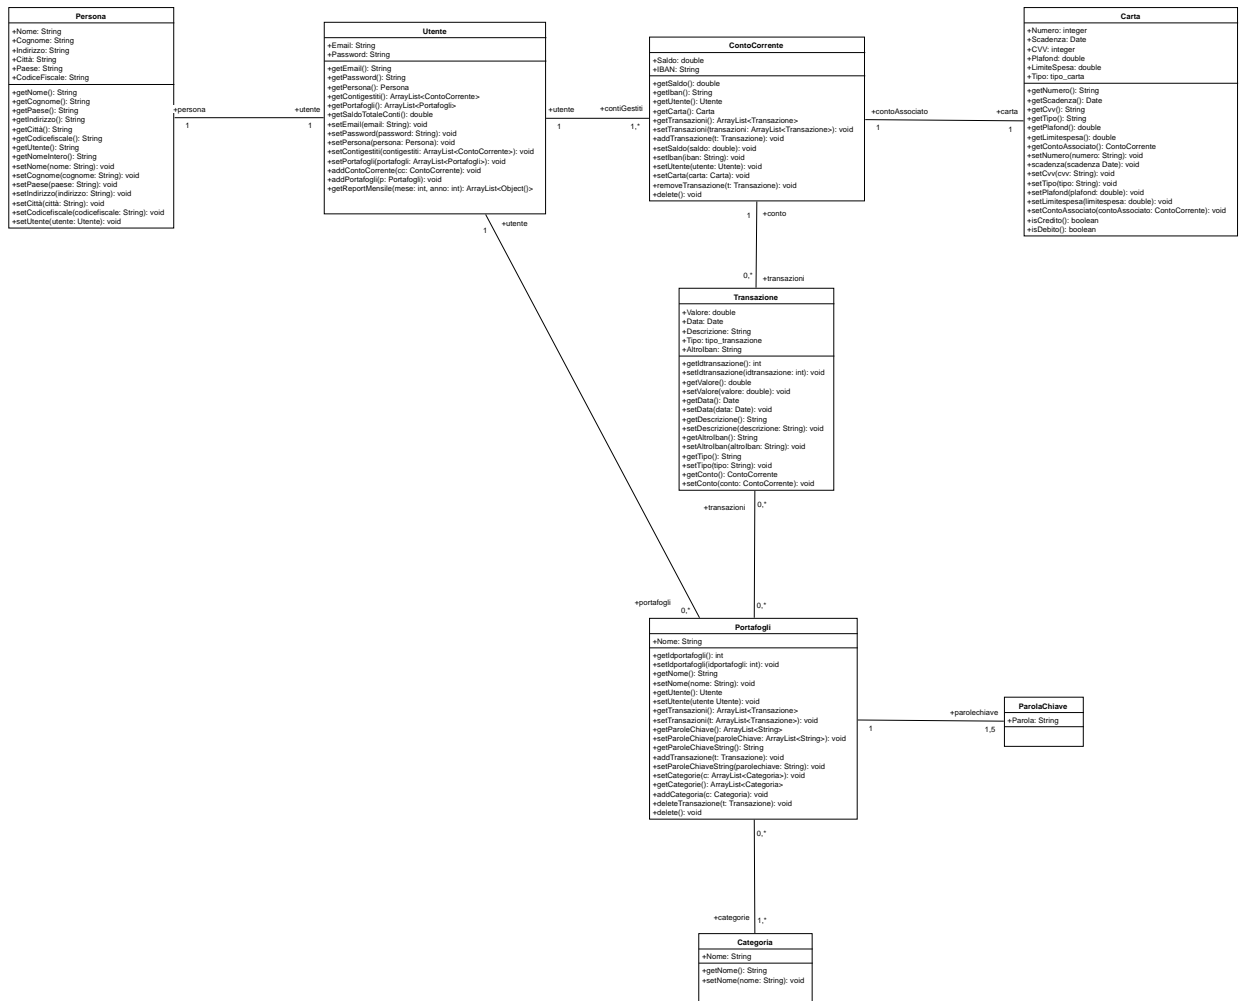 Persona
+Nome: String
+Cognome: String
+Indirizzo: String
+Città: String
+Paese: String
+CodiceFiscale: String
+getNome(): String
+getCognome(): String
+getPaese(): String
+getIndirizzo(): String
+getCittà(): String
+getCodicefiscale(): String
+getUtente(): String
+getNomeIntero(): String
+setNome(nome: String): void
+setCognome(cognome: String): void
+setPaese(paese: String): void
+setIndirizzo(indirizzo: String): void
+setCittà(città: String): void
+setCodicefiscale(codicefiscale: String): void
+setUtente(utente: Utente): void
+persona
1
+utente
1
Utente
+Email: String
+Password: String
+getEmail(): String
+getPassword(): String
+getPersona(): Persona
+getContigestiti(): ArrayList<ContoCorrente>
+getPortafogli(): ArrayList<Portafogli>
+getSaldoTotaleConti(): double
+setEmail(email: String): void
+setPassword(password: String): void
+setPersona(persona: Persona): void
+setContigestiti(contigestiti: ArrayList<ContoCorrente>): void
+setPortafogli(portafogli: ArrayList<Portafogli>): void
+addContoCorrente(cc: ContoCorrente): void
+addPortafogli(p: Portafogli): void
+getReportMensile(mese: int, anno: int): ArrayList<Object()>
+utente
1
+contiGestiti
1,*
ContoCorrente
+Saldo: double
+IBAN: String
+getSaldo(): double
+getIban(): String
+getUtente(): Utente
+getCarta(): Carta
+getTransazioni(): ArrayList<Transazione>
+setTransazioni(transazioni: ArrayList<Transazione>): void
+addTransazione(t: Transazione): void
+setSaldo(saldo: double): void
+setIban(iban: String): void
+setUtente(utente: Utente): void
+setCarta(carta: Carta): void
+removeTransazione(t: Transazione): void
+delete(): void
+contoAssociato
1
+carta
1
Carta
+Numero: integer
+Scadenza: Date
+CVV: integer
+Plafond: double
+LimiteSpesa: double
+Tipo: tipo_carta
+getNumero(): String
+getScadenza(): Date
+getCvv(): String
+getTipo(): String
+getPlafond(): double
+getLimitespesa(): double
+getContoAssociato(): ContoCorrente
+setNumero(numero: String): void
+scadenza(scadenza Date): void
+setCvv(cvv: String): void
+setTipo(tipo: String): void
+setPlafond(plafond: double): void
+setLimitespesa(limitespesa: double): void
+setContoAssociato(contoAssociato: ContoCorrente): void
+isCredito(): boolean
+isDebito(): boolean
+utente
1
1
+conto
0,*
+transazioni
Transazione
+Valore: double
+Data: Date
+Descrizione: String
+Tipo: tipo_transazione
+AltroIban: String
+getIdtransazione(): int
+setIdtransazione(idtransazione: int): void
+getValore(): double
+setValore(valore: double): void
+getData(): Date
+setData(data: Date): void
+getDescrizione(): String
+setDescrizione(descrizione: String): void
+getAltroIban(): String
+setAltroIban(altroIban: String): void
+getTipo(): String
+setTipo(tipo: String): void
+getConto(): ContoCorrente
+setConto(conto: ContoCorrente): void
+transazioni
0,*
+portafogli
0,*
0,*
Portafogli
+Nome: String
+getIdportafogli(): int
+setIdportafogli(idportafogli: int): void
+getNome(): String
+setNome(nome: String): void
+getUtente(): Utente
+setUtente(utente Utente): void
+getTransazioni(): ArrayList<Transazione>
+setTransazioni(t: ArrayList<Transazione>): void
+getParoleChiave(): ArrayList<String>
+setParoleChiave(paroleChiave: ArrayList<String>): void
+getParoleChiaveString(): String
+addTransazione(t: Transazione): void
+setParoleChiaveString(parolechiave: String): void
+setCategorie(c: ArrayList<Categoria>): void
+getCategorie(): ArrayList<Categoria>
+addCategoria(c: Categoria): void
+deleteTransazione(t: Transazione): void
+delete(): void
1
+parolechiave
1,5
ParolaChiave
+Parola: String
0,*
+categorie
1,*
Categoria
+Nome: String
+getNome(): String
+setNome(nome: String): void